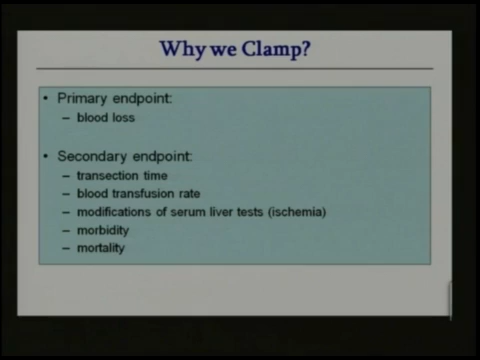 Why we Clamp?
• Primary endpoint:
– blood loss
• Secondary endpoint:
– transection time
– blood transfusion rate
– modifications of serum liver tests (ischemia)
– morbidity
– mortality